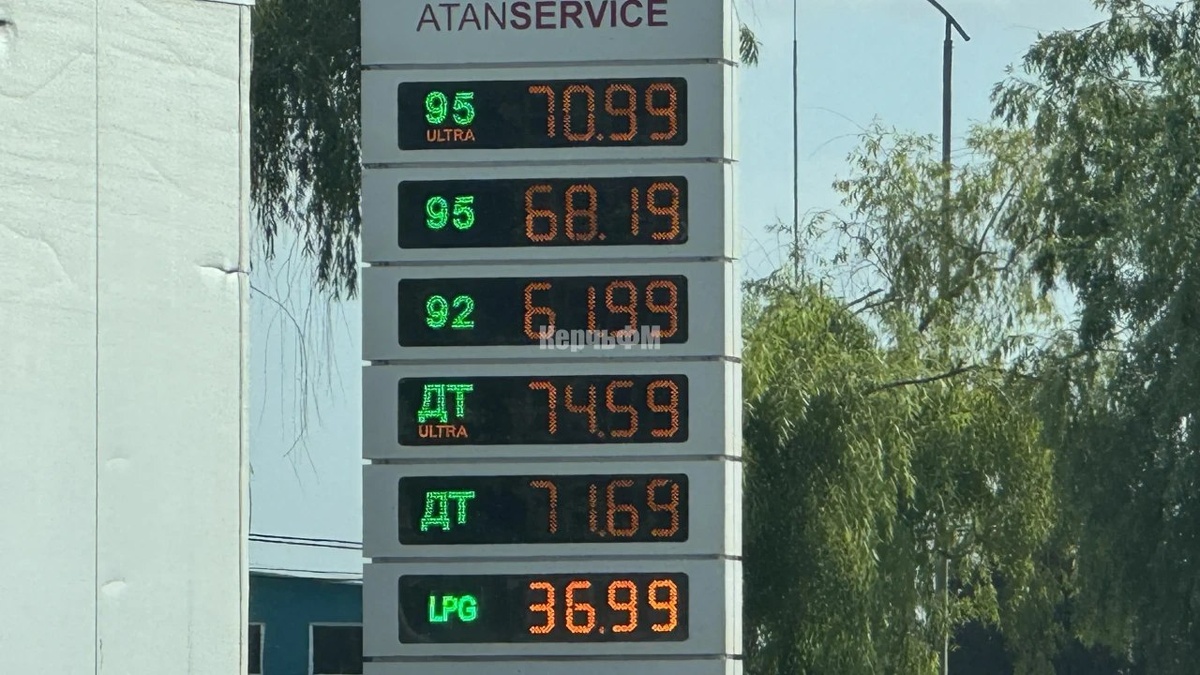 ATANSERVICE
95 70.99
ULTRA
95 68.19
92 61.99
КерчьФМ
ДТ 74.59
ULTRA
ДТ 71.69
LPG 36.99